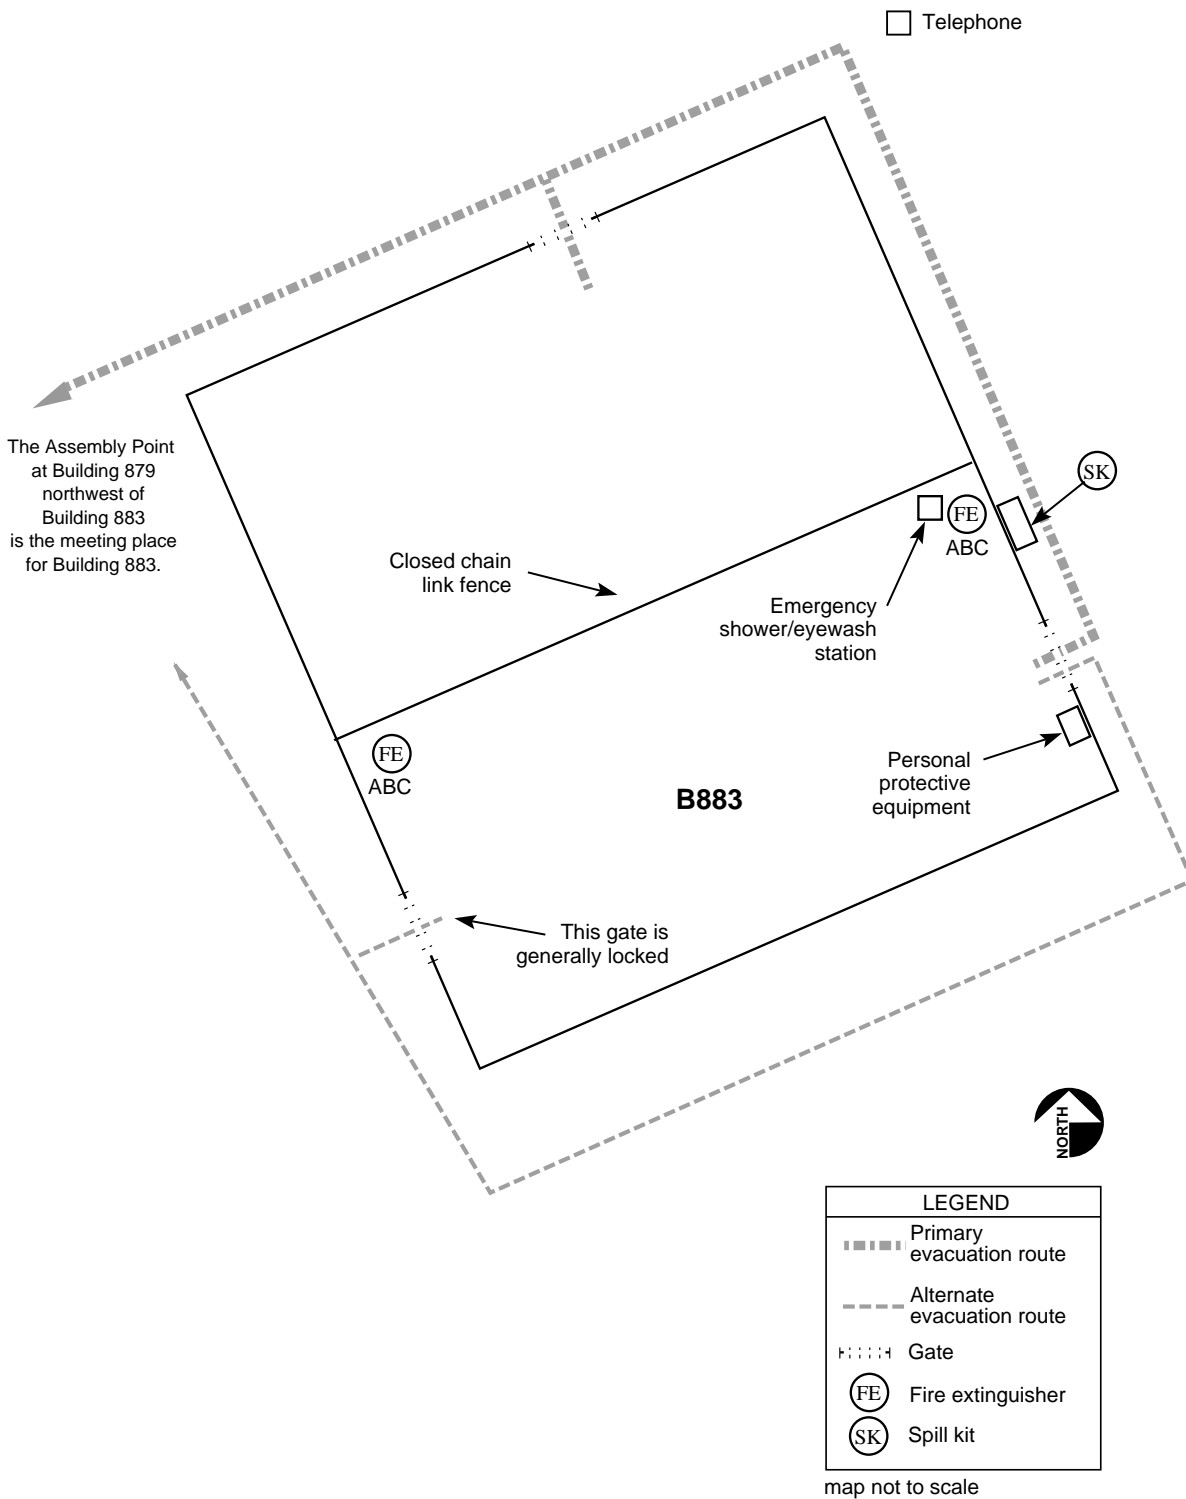 Telephone
The Assembly Point
at Building 879
northwest of
Building 883
is the meeting place
for Building 883.
SK
FE
ABC
Closed chain
link fence
Emergency
shower/eyewash
station
FE
ABC
Personal
protective
equipment
B883
This gate is
generally locked
NORTH
LEGEND
Primary
evacuation route
Alternate
evacuation route
Gate
FE Fire extinguisher
SK Spill kit
map not to scale